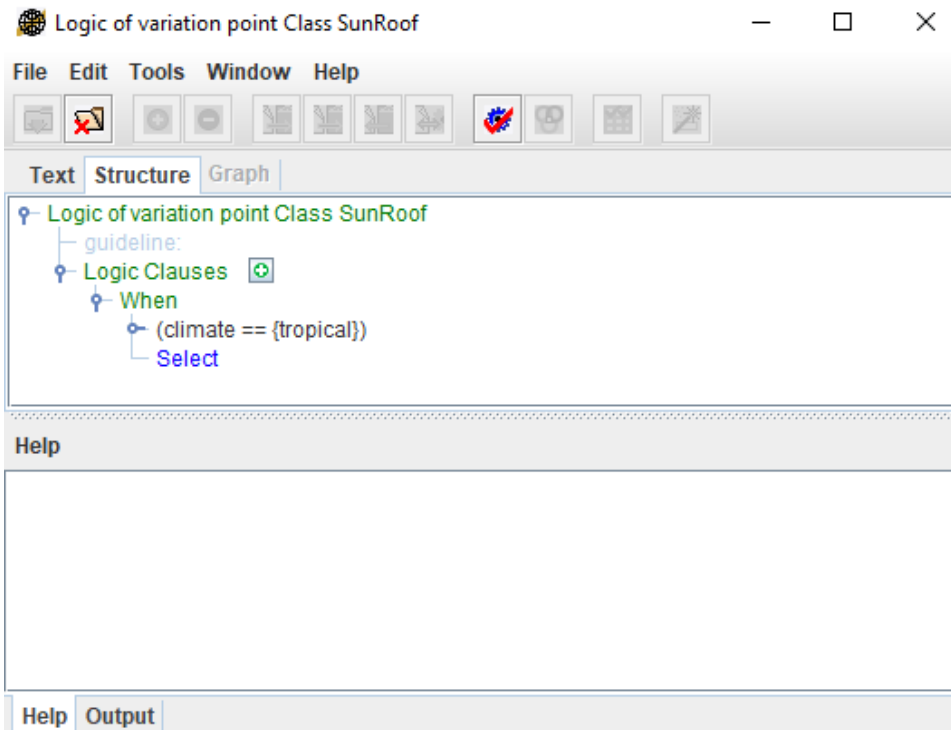 Logic of variation point Class SunRoof
File Edit Tools Window Help
Text Structure Graph
Logic of variation point Class SunRoof
guideline:
Logic Clauses
When
(climate == {tropical})
Select
Help
Help Output